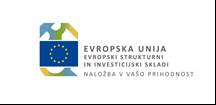 EVROPSKA UNIJA
EVROPSKI STRUKTURNI
IN INVESTICIJSKI SKLADI
NALOŽBA V VAŠO PRIHODNOST